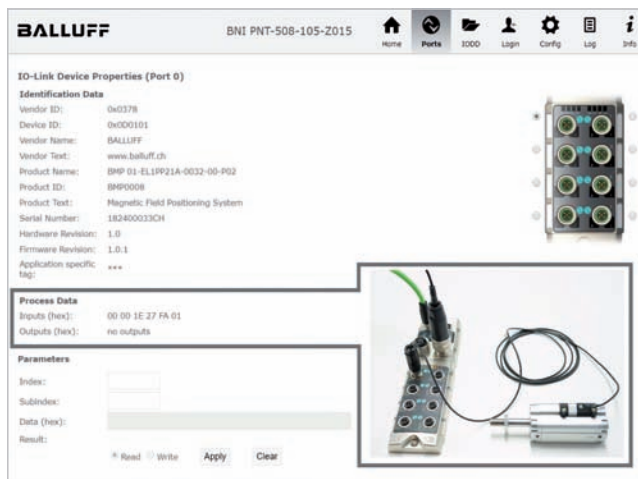 BALLUFF
BNI PNT-508-105-Z015
Home
Ports
IODD
Login
Config
Log
Info
IO-Link Device Properties (Port 0)
Identification Data
Vendor ID: 0x0378
Device ID: 0x0D0101
Vendor Name: BALLUFF
Vendor Text: www.balluff.ch
Product Name: BMP 01-EL1PP21A-0032-00-P02
Product ID: BMP0008
Product Text: Magnetic Field Positioning System
Serial Number: 182400033CH
Hardware Revision: 1.0
Firmware Revision: 1.0.1
Application specific tag: ***
Process Data
Inputs (hex): 00 00 1E 27 FA 01
Outputs (hex): no outputs
Parameters
Index:
Subindex:
Data (hex):
Result:
Read Write Apply Clear